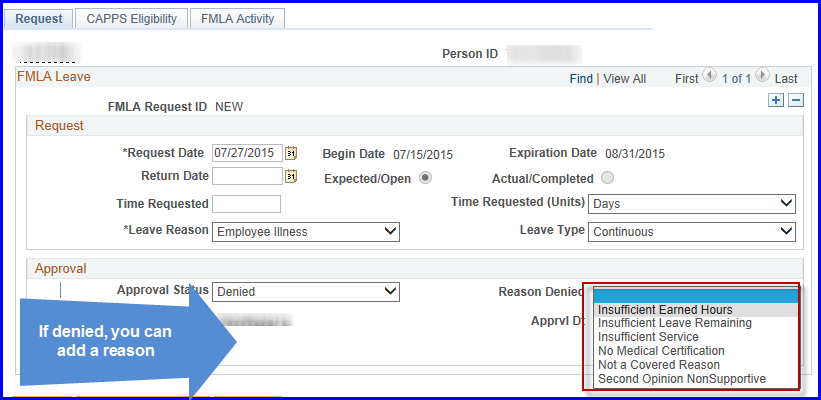 Request CAPPS Eligibility FMLA Activity
Person ID
FMLA Leave Find | View All First 1 of 1 Last
FMLA Request ID NEW
Request
*Request Date 07/27/2015 31 Begin Date 07/15/2015 Expiration Date 08/31/2015
Return Date 31 Expected/Open Actual/Completed
Time Requested Time Requested (Units) Days
*Leave Reason Employee Illness Leave Type Continuous
Approval
Approval Status Denied Reason Denied
Apprvl Dt
If denied, you can
add a reason
Insufficient Earned Hours
Insufficient Leave Remaining
Insufficient Service
No Medical Certification
Not a Covered Reason
Second Opinion NonSupportive